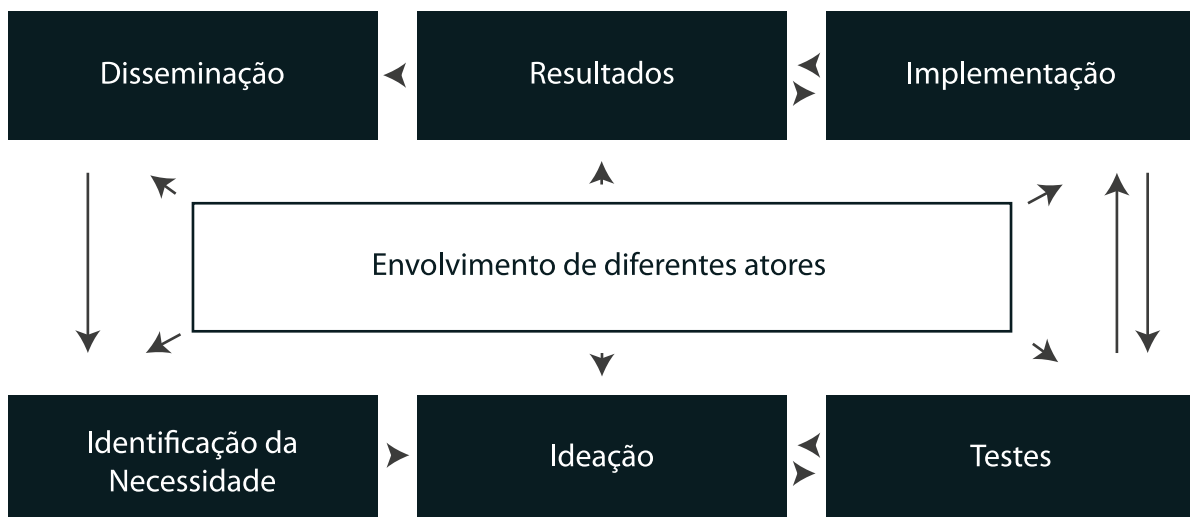 Disseminação
Resultados
Implementação
Envolvimento de diferentes atores
Identificação da
Necessidade
Ideação
Testes